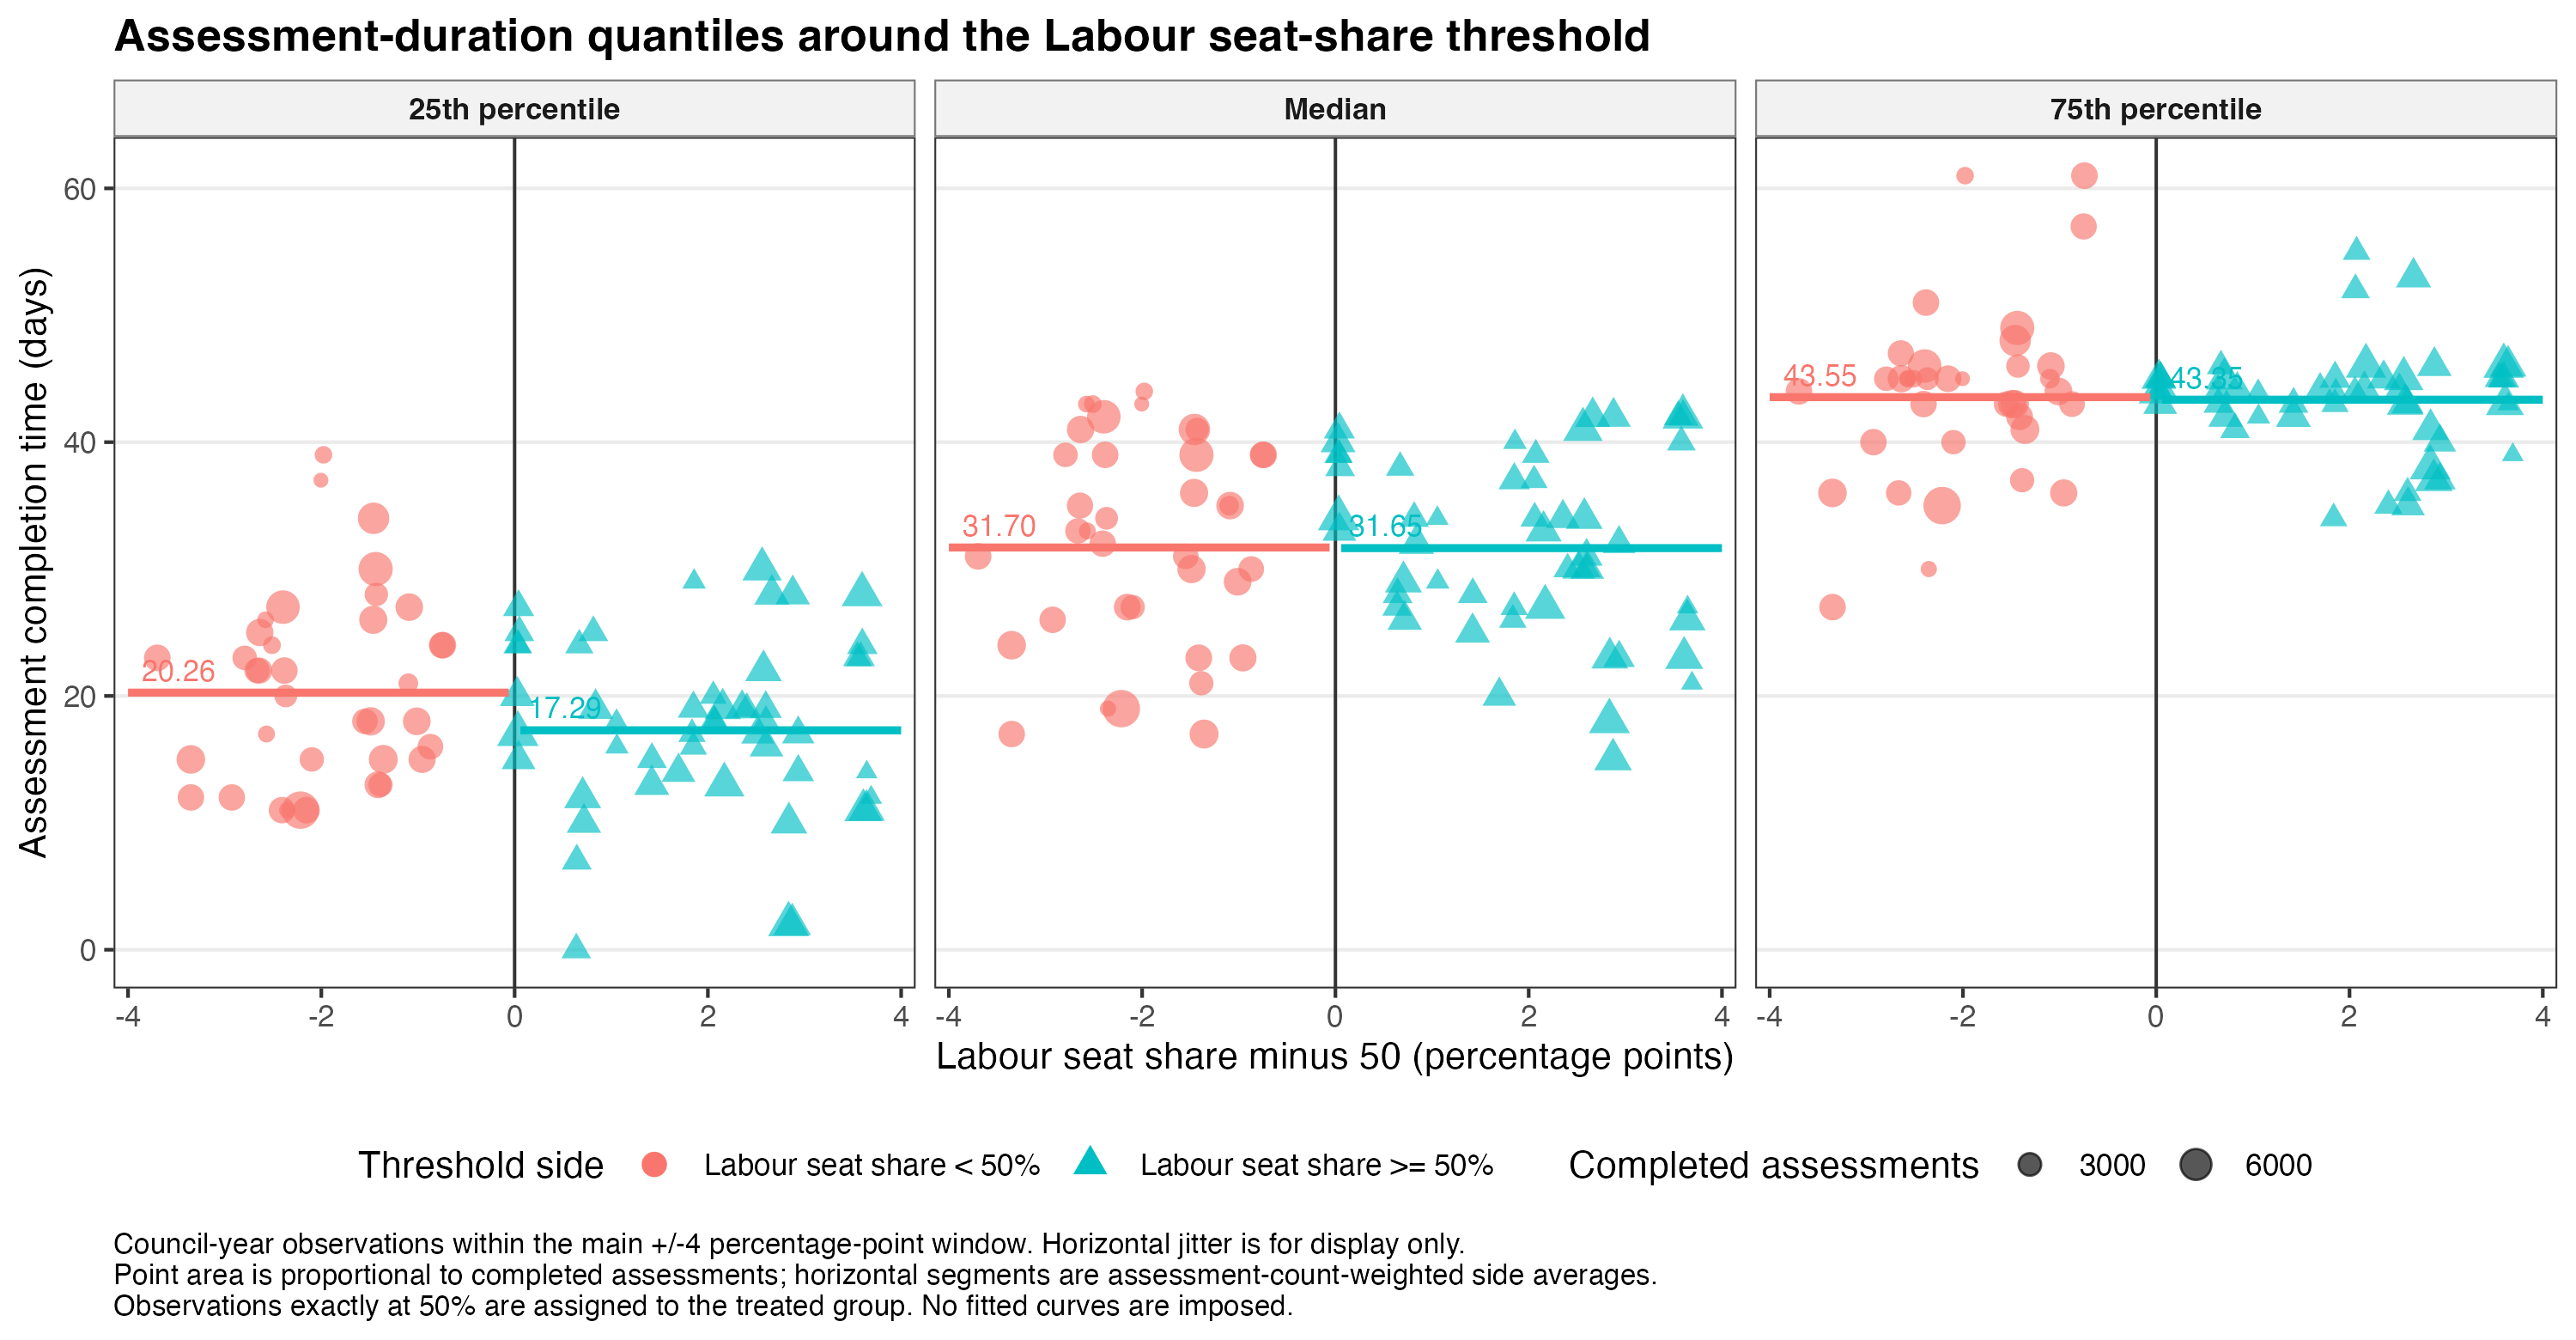 Assessment-duration quantiles around the Labour seat-share threshold
25th percentile
Median
75th percentile
Assessment completion time (days)
60
40
20
0
20.26
17.29
31.70
31.65
43.55
43.35
-4 -2 0 2 4
-4 -2 0 2 4
-4 -2 0 2 4
Labour seat share minus 50 (percentage points)
Threshold side Labour seat share < 50% Labour seat share >= 50% Completed assessments 3000 6000
Council-year observations within the main +/-4 percentage-point window. Horizontal jitter is for display only.
Point area is proportional to completed assessments; horizontal segments are assessment-count-weighted side averages.
Observations exactly at 50% are assigned to the treated group. No fitted curves are imposed.